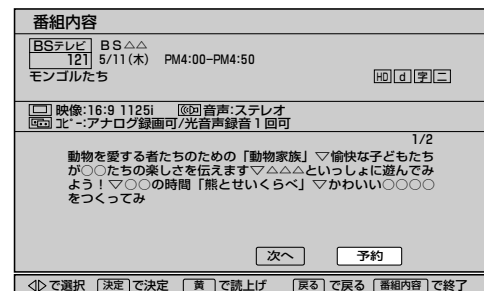 番組内容
BSテレビ BS△△
121 5/11(木) PM4:00-PM4:50
モンゴルたち
HD d 字 二
映像:16:9 1125i 音声:ステレオ
コピー:アナログ録画可/光音声録音1回可
1/2
動物を愛する者たちのための「動物家族」▽愉快な子どもたち
が○○たちの楽しさを伝えます▽△△△といっしょに遊んでみ
よう!▽○○の時間「熊とせいくらべ」▽かわいい○○○○
をつくってみ
次へ 予約
◁▷で選択 決定で決定 黄で読上げ 戻るで戻る 番組内容で終了